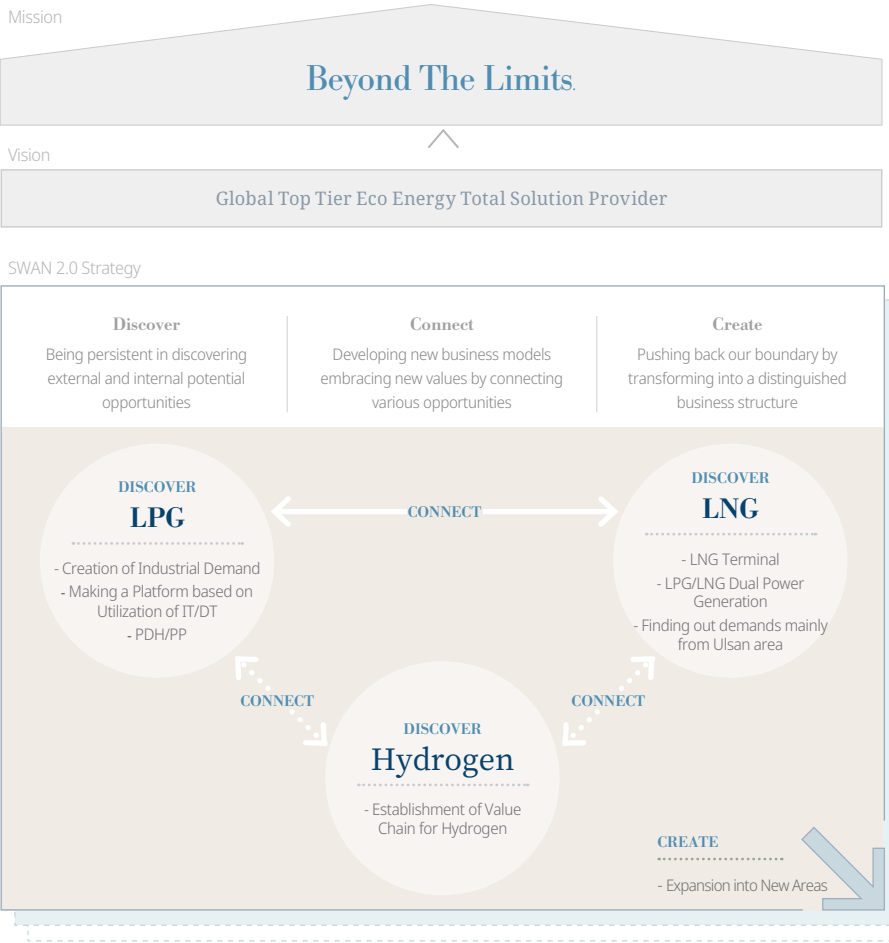 Mission
Beyond The Limits.
Vision
Global Top Tier Eco Energy Total Solution Provider
SWAN 2.0 Strategy
Discover
Being persistent in discovering
external and internal potential
opportunities
Connect
Developing new business models
embracing new values by connecting
various opportunities
Create
Pushing back our boundary by
transforming into a distinguished
business structure
DISCOVER
LPG
- Creation of Industrial Demand
- Making a Platform based on
Utilization of IT/DT
- PDH/PP
CONNECT
DISCOVER
LNG
- LNG Terminal
- LPG/LNG Dual Power
Generation
- Finding out demands mainly
from Ulsan area
CONNECT
CONNECT
DISCOVER
Hydrogen
- Establishment of Value
Chain for Hydrogen
CREATE
- Expansion into New Areas